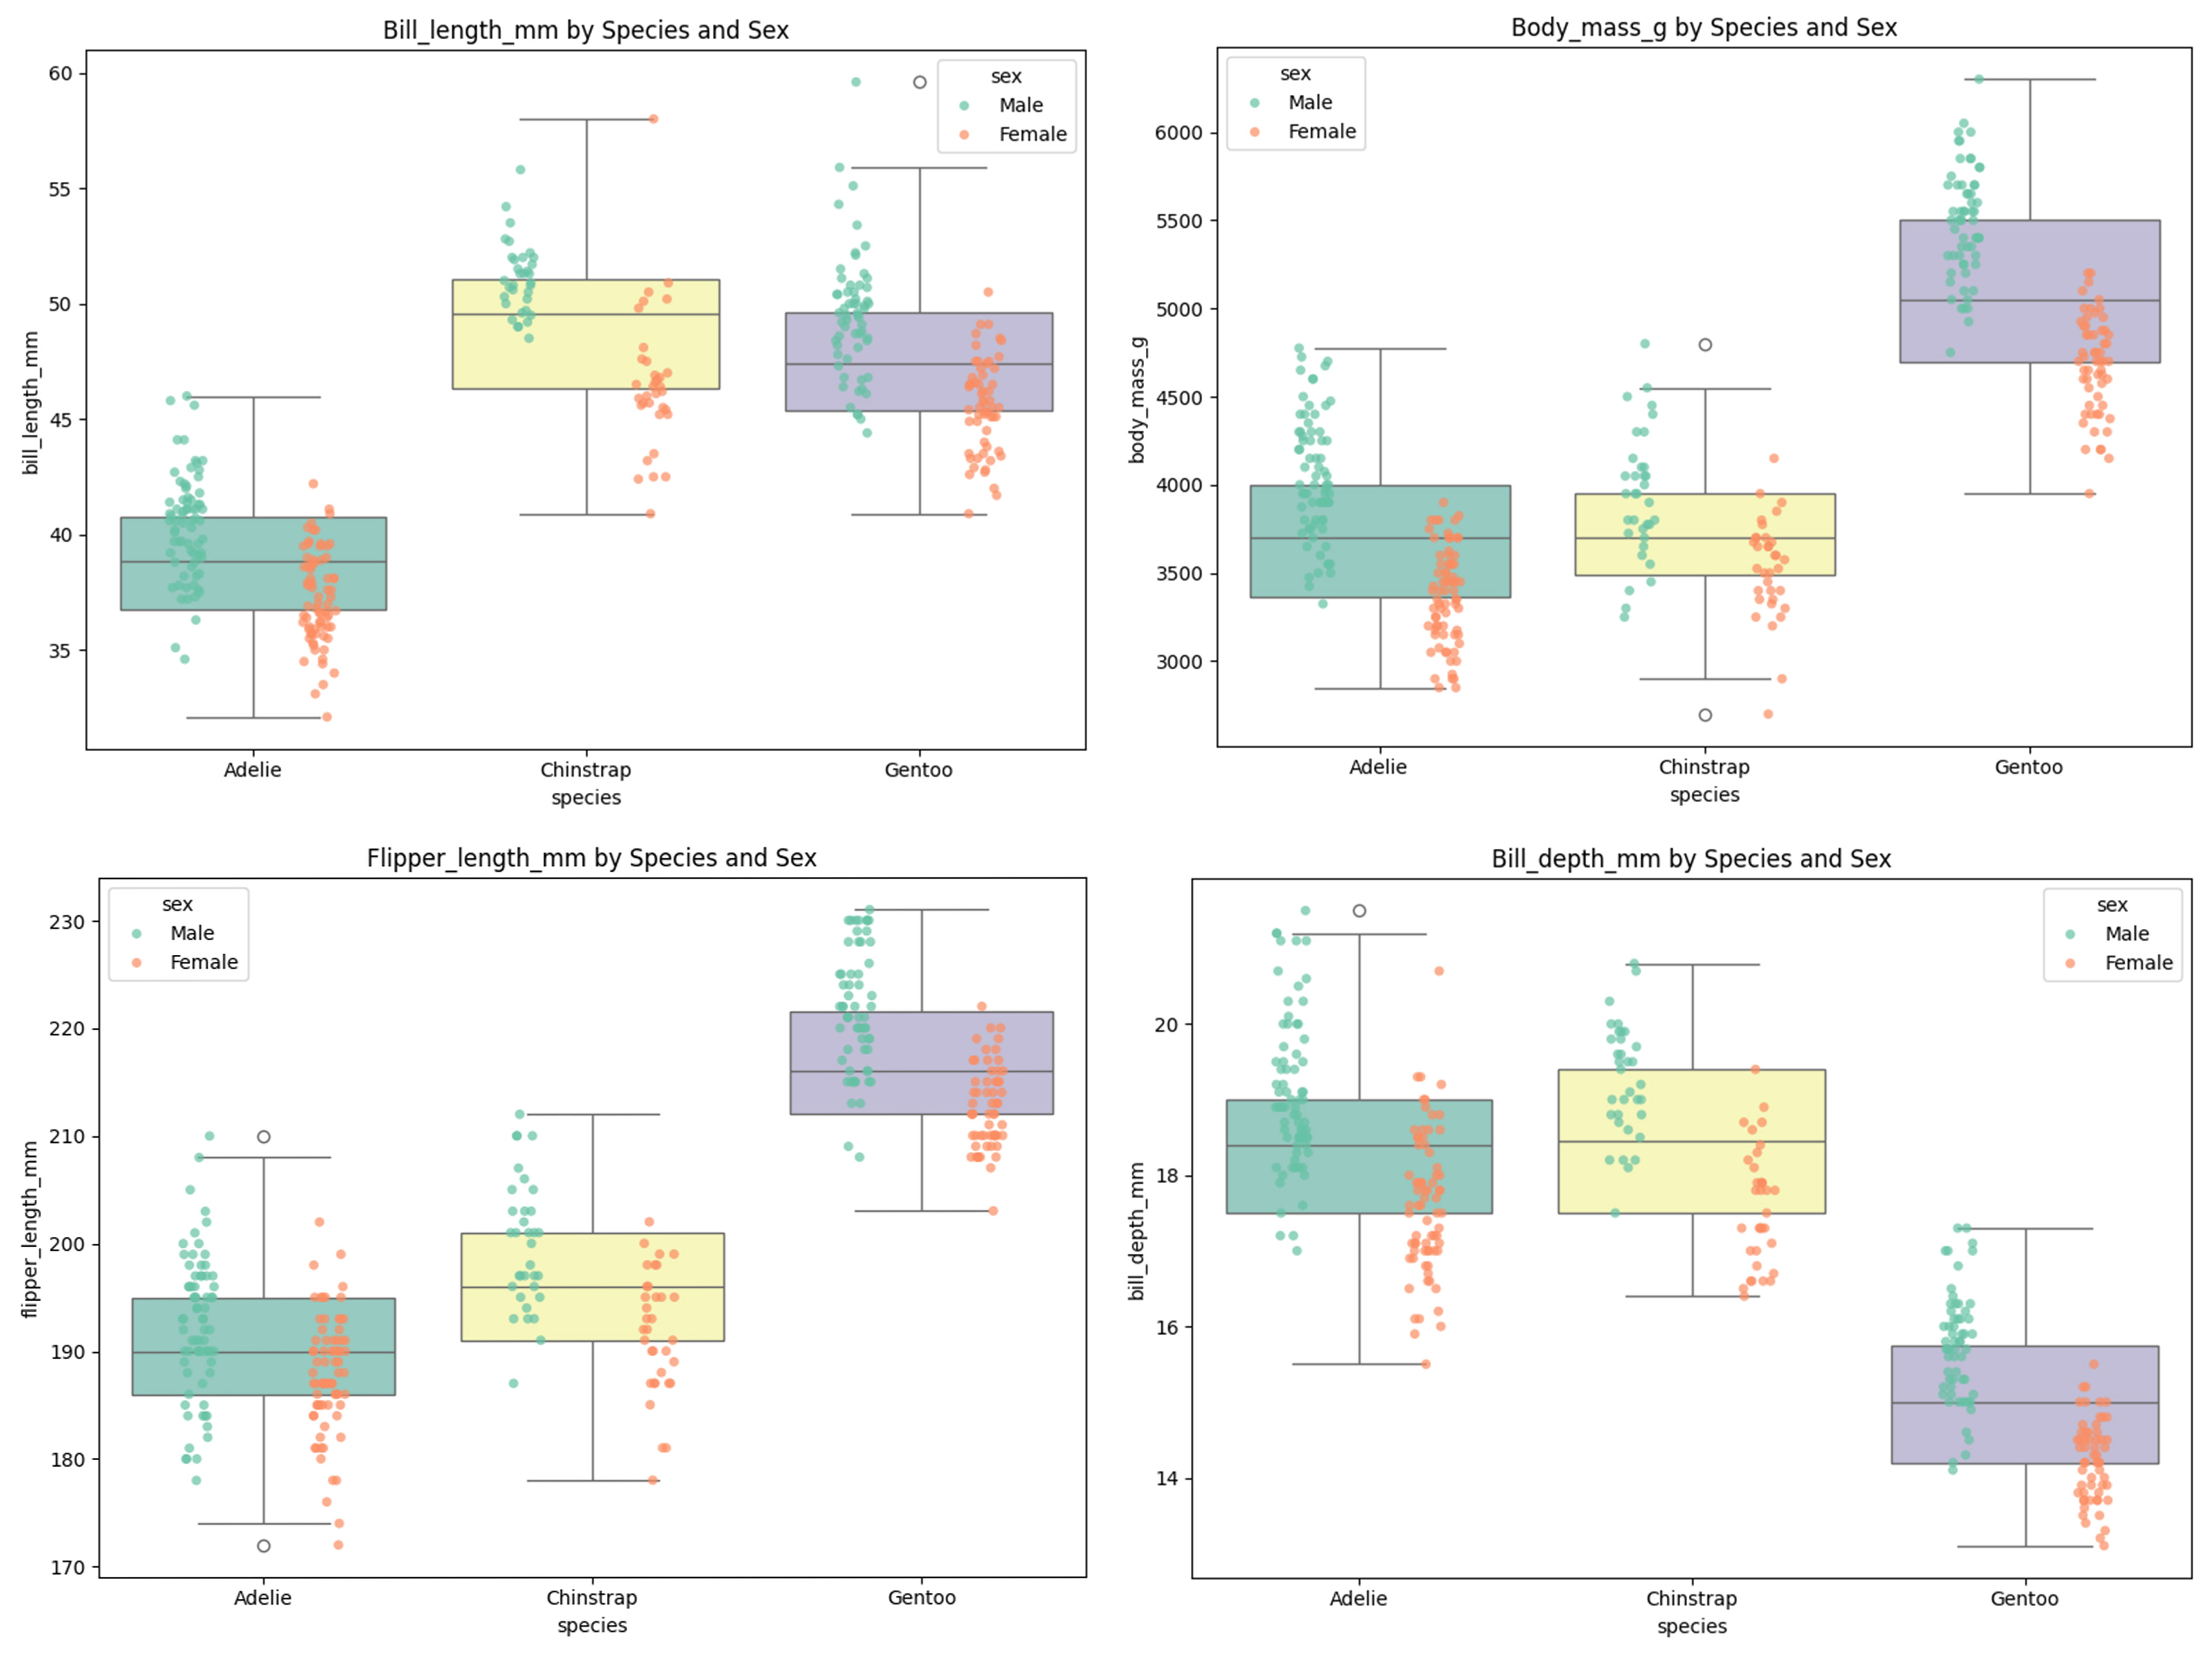 Bill_length_mm by Species and Sex
bill_length_mm
60
55
50
45
40
35
sex
Male
Female
Adelie
Chinstrap
Gentoo
species
Body_mass_g by Species and Sex
body_mass_g
6000
5500
5000
4500
4000
3500
3000
sex
Male
Female
Adelie
Chinstrap
Gentoo
species
Flipper_length_mm by Species and Sex
flipper_length_mm
230
220
210
200
190
180
170
sex
Male
Female
Adelie
Chinstrap
Gentoo
species
Bill_depth_mm by Species and Sex
bill_depth_mm
20
18
16
14
sex
Male
Female
Adelie
Chinstrap
Gentoo
species